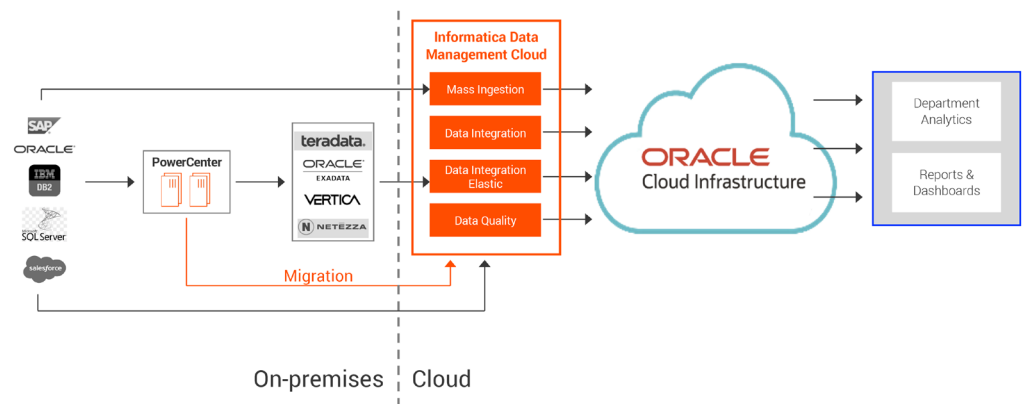 Informatica Data
Management Cloud
Mass Ingestion
Data Integration
Data Integration
Elastic
Data Quality
SAP
ORACLE
IBM
DB2
SQL Server
salesforce
PowerCenter
teradata.
ORACLE
EXADATA
VERTICA
N NETEZZA
Migration
ORACLE
Cloud Infrastructure
Department
Analytics
Reports &
Dashboards
On-premises
Cloud